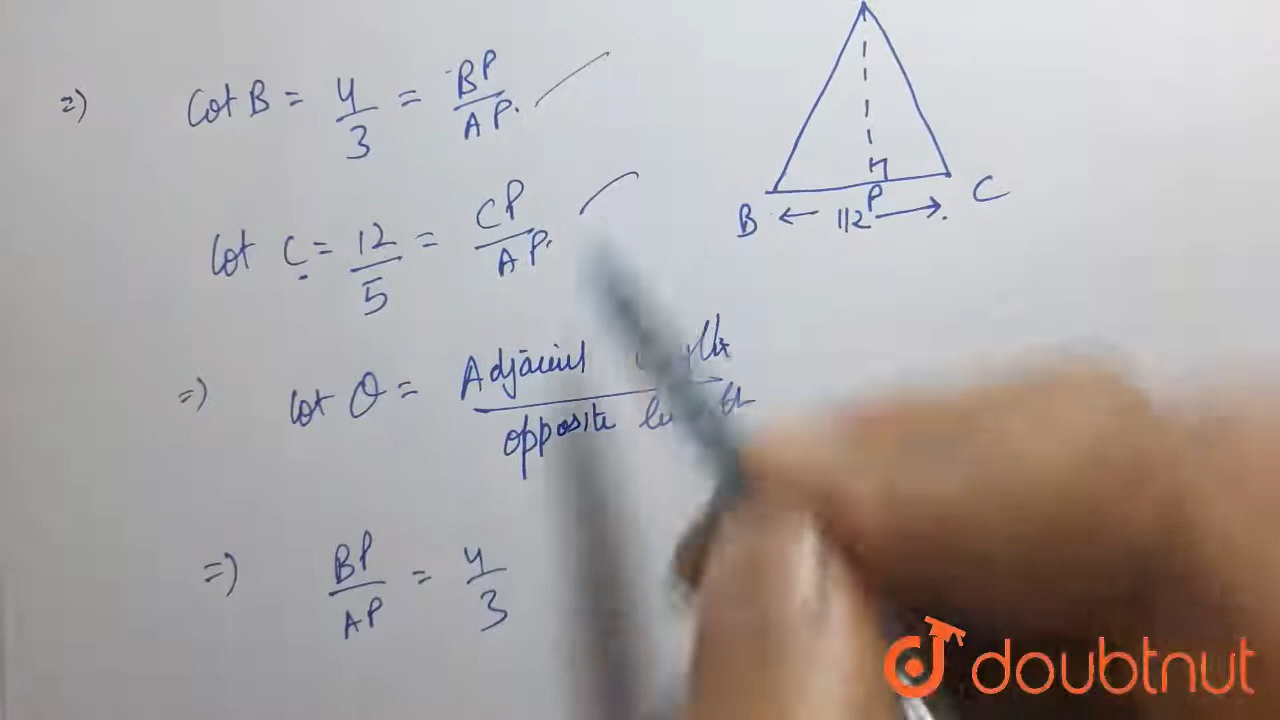 =) Cot B = 4/3 = BP/AP.
Cot C = 12/5 = CP/AP.
B ← 112 → C
P
=) Cot θ = Adjacent / opposite
=) BP/AP = 4/3
doubtnut